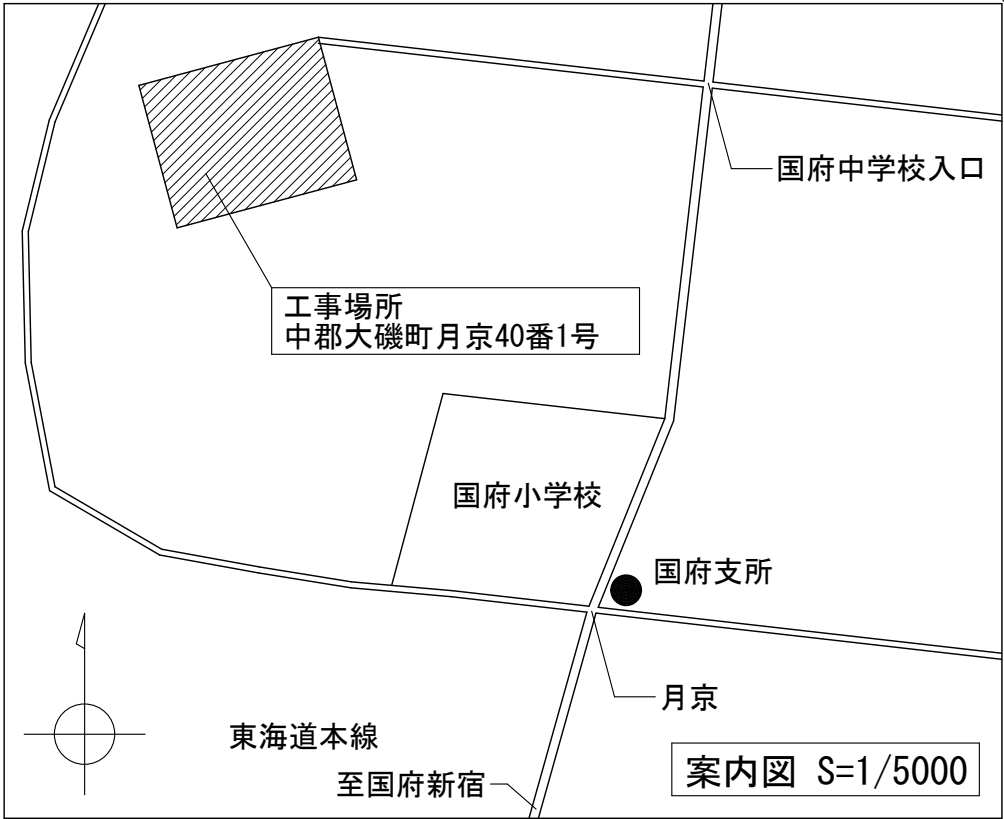 国府中学校入口
工事場所
中郡大磯町月京40番1号
国府小学校
国府支所
月京
東海道本線
至国府新宿
案内図 S=1/5000